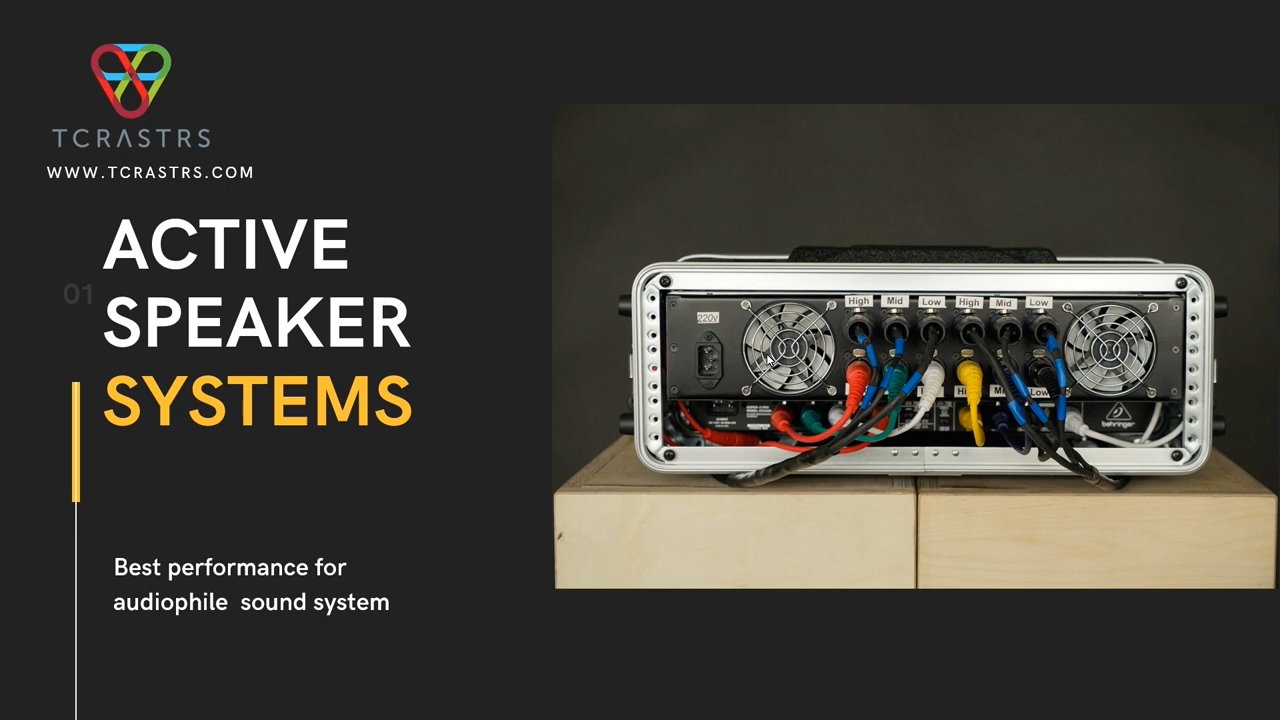 TCRASTRS
WWW.TCRASTRS.COM
ACTIVE
01
SPEAKER
SYSTEMS
Best performance for
audiophile sound system
220v
High
Mid
Low
High
Mid
Low
Low
behringer